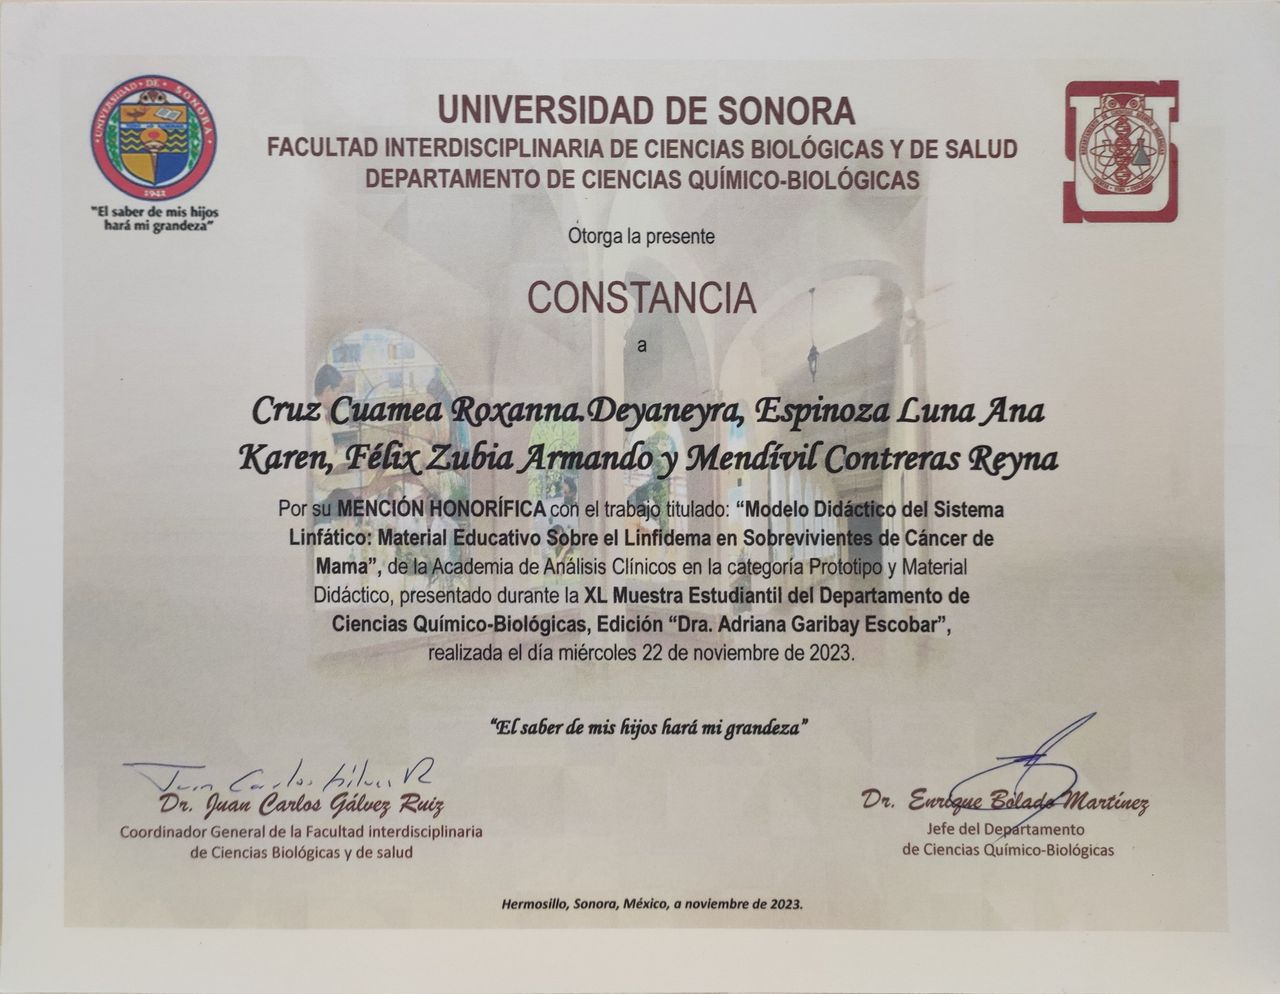 UNIVERSIDAD DE SONORA
FACULTAD INTERDISCIPLINARIA DE CIENCIAS BIOLÓGICAS Y DE SALUD
DEPARTAMENTO DE CIENCIAS QUÍMICO-BIOLÓGICAS
UNIVERSIDAD DE SONORA
1942
"El saber de mis hijos
hará mi grandeza"
Otorga la presente
CONSTANCIA
a
Cruz Cuamea Roxanna Deyaneyra, Espinoza Luna Ana
Karen, Félix Zubia Armando y Mendívil Contreras Reyna
Por su MENCIÓN HONORÍFICA con el trabajo titulado: "Modelo Didáctico del Sistema
Linfático: Material Educativo Sobre el Linfidema en Sobrevivientes de Cáncer de
Mama", de la Academia de Análisis Clínicos en la categoría Prototipo y Material
Didáctico, presentado durante la XL Muestra Estudiantil del Departamento de
Ciencias Químico-Biológicas, Edición "Dra. Adriana Garibay Escobar",
realizada el día miércoles 22 de noviembre de 2023.
"El saber de mis hijos hará mi grandeza"
Dr. Juan Carlos Gálvez Ruiz
Coordinador General de la Facultad interdisciplinaria
de Ciencias Biológicas y de salud
Dr. Enrique Bolado Martínez
Jefe del Departamento
de Ciencias Químico-Biológicas
Hermosillo, Sonora, México, a noviembre de 2023.